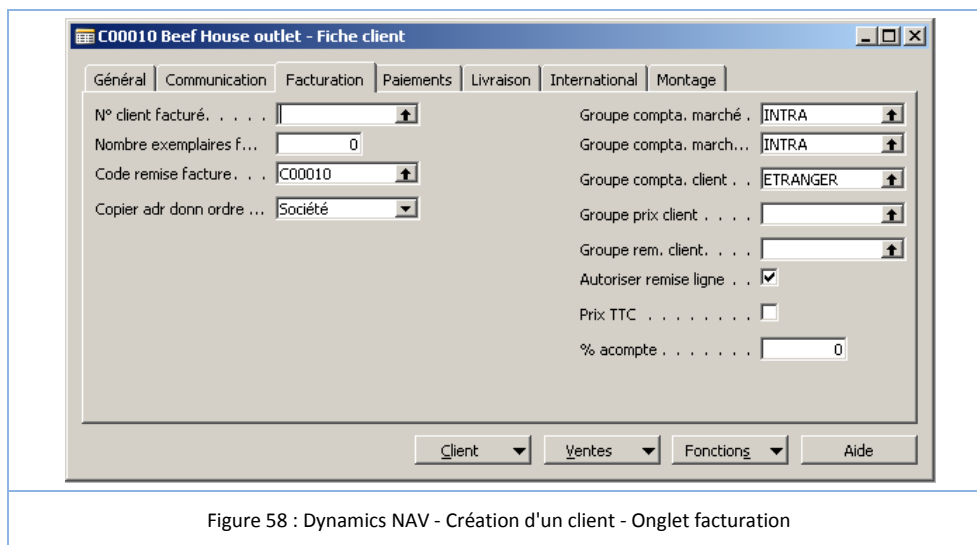 C00010 Beef House outlet - Fiche client
Général Communication Facturation Paiements Livraison International Montage
N° client facturé. . . . .
Nombre exemplaires f... 0
Code remise facture. . . C00010
Copier adr donn ordre ... Société
Groupe compta. marché . INTRA
Groupe compta. march... INTRA
Groupe compta. client . . ETRANGER
Groupe prix client . . . .
Groupe rem. client. . . .
Autoriser remise ligne . .
Prix TTC . . . . . . . .
% acompte . . . . . . . 0
Client Ventes Fonctions Aide
Figure 58 : Dynamics NAV - Création d'un client - Onglet facturation